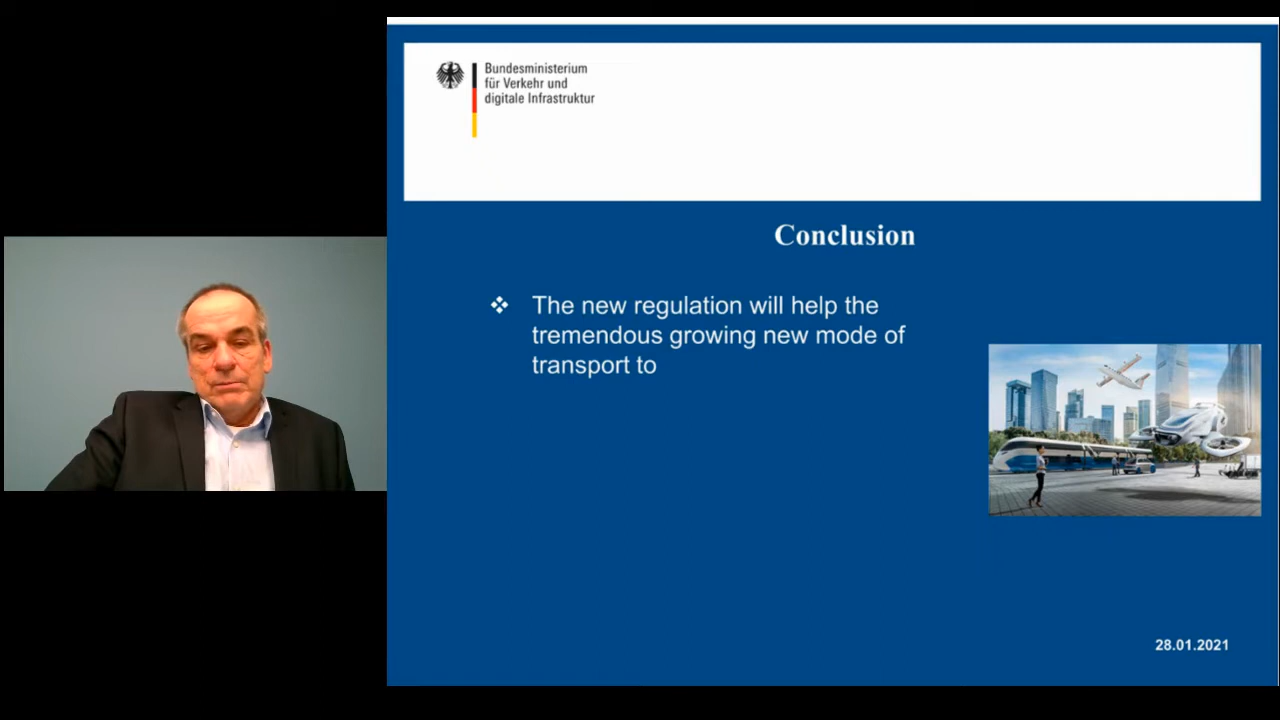 Bundesministerium
für Verkehr und
digitale Infrastruktur
Conclusion
The new regulation will help the
tremendous growing new mode of
transport to
28.01.2021